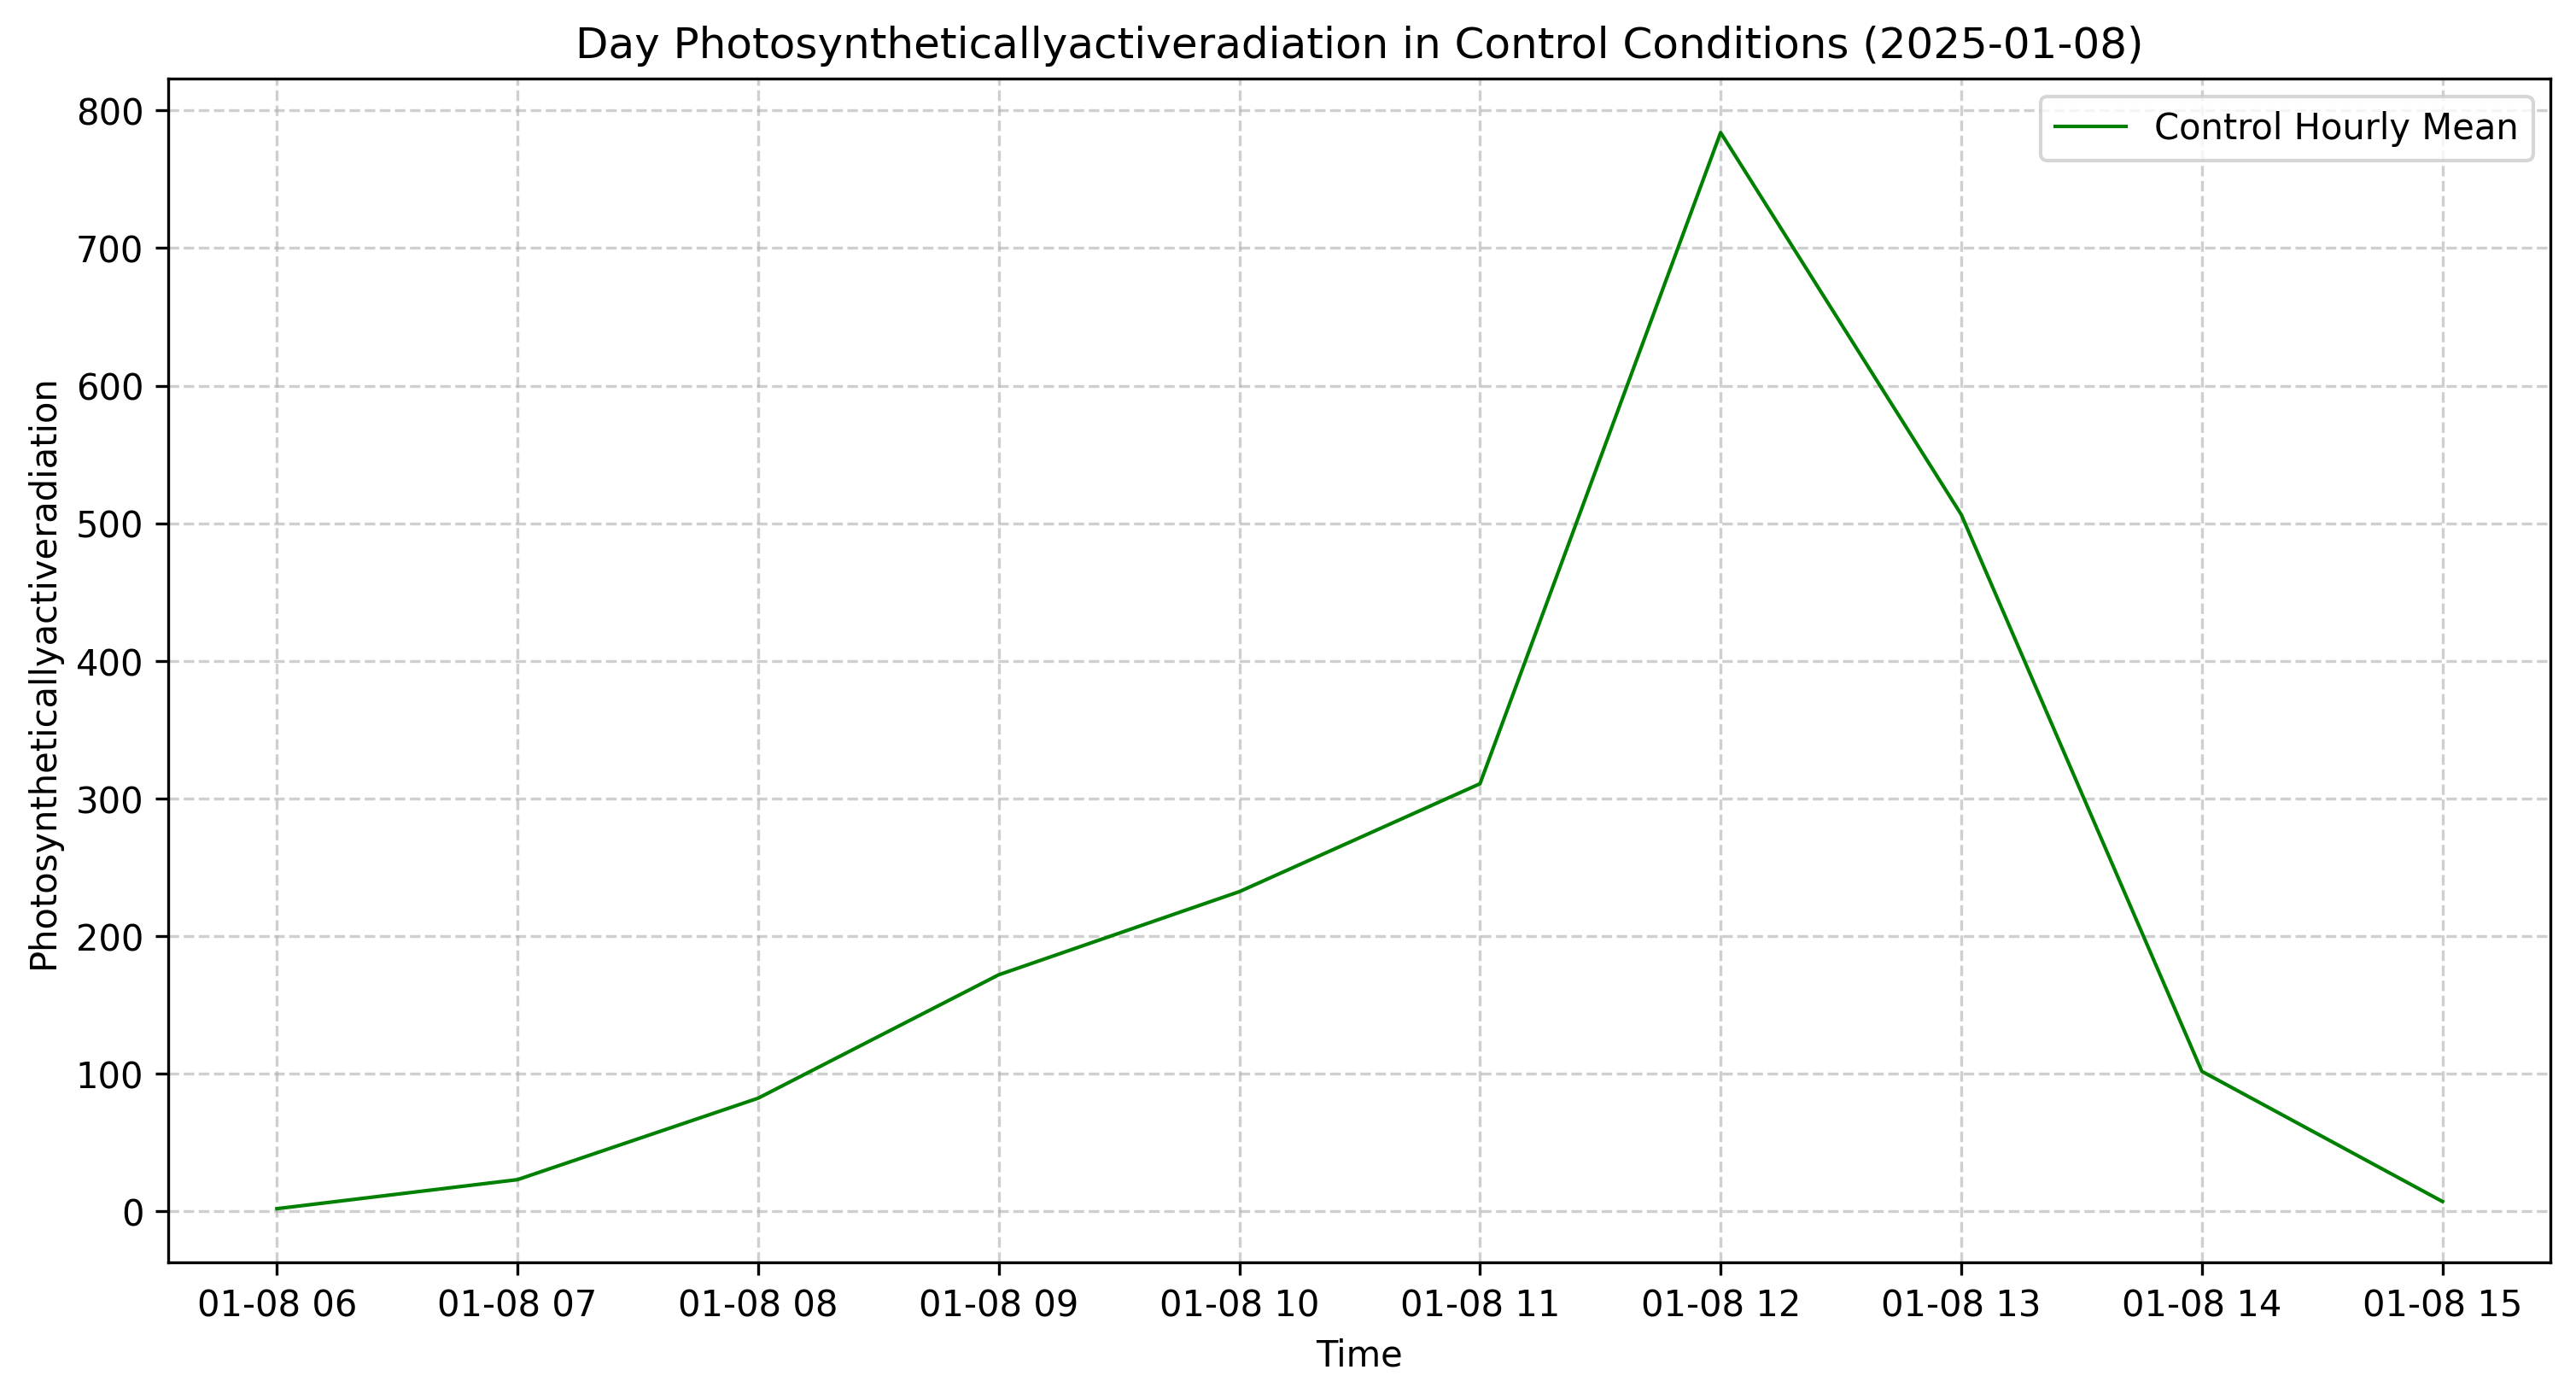 Day Photosyntheticallyactiveradiation in Control Conditions (2025-01-08)
Control Hourly Mean
Photosyntheticallyactiveradiation
800
700
600
500
400
300
200
100
0
01-08 06 01-08 07 01-08 08 01-08 09 01-08 10 01-08 11 01-08 12 01-08 13 01-08 14 01-08 15
Time